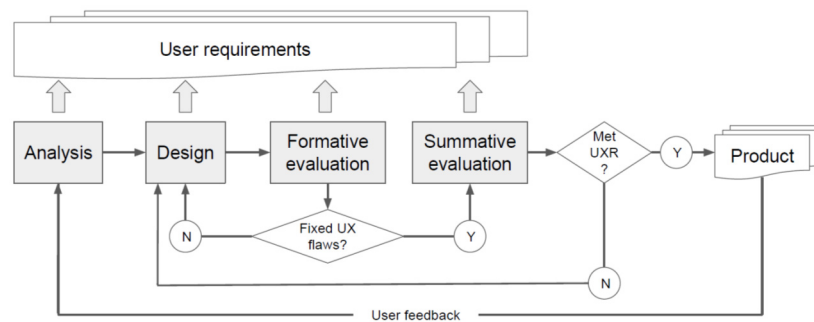 User requirements
Analysis
Design
Formative
evaluation
Summative
evaluation
Met
UXR
?
Y
Product
N
Fixed UX
flaws?
Y
N
User feedback